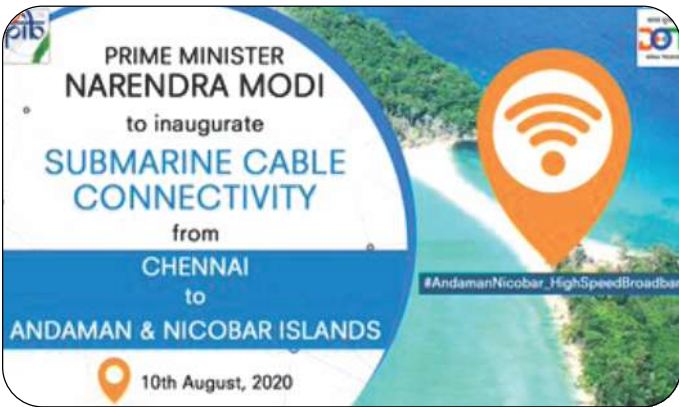 pib
PRIME MINISTER
NARENDRA MODI
to inaugurate
SUBMARINE CABLE
CONNECTIVITY
from
CHENNAI
to
ANDAMAN & NICOBAR ISLANDS
10th August, 2020
#AndamanNicobar_HighSpeedBroadban